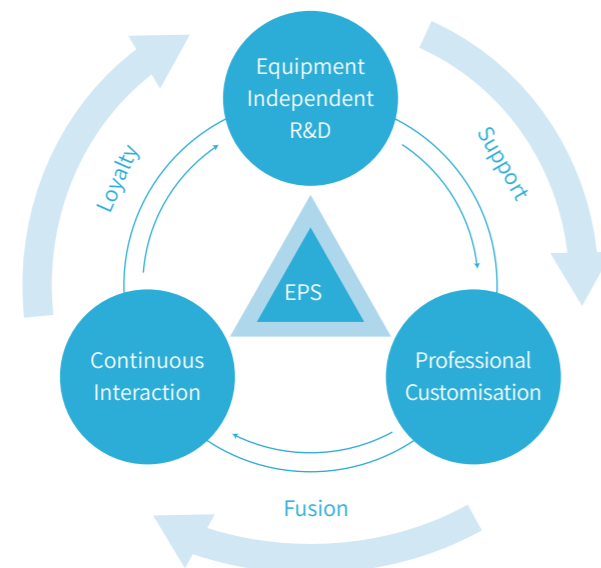 Equipment
Independent
R&D
Loyalty
Support
EPS
Continuous
Interaction
Professional
Customisation
Fusion